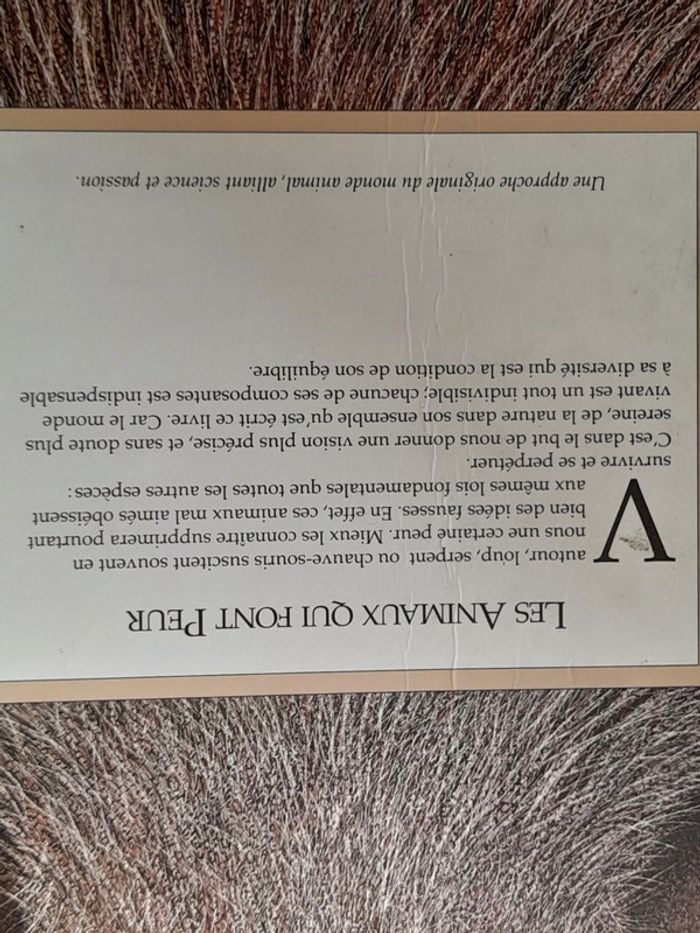 LES ANIMAUX QUI FONT PEUR
Vautour, loup, serpent ou chauve-souris suscitent souvent en
nous une certaine peur. Mieux les connaître supprimera pourtant
bien des idées fausses. En effet, ces animaux mal aimés obéissent
aux mêmes lois fondamentales que toutes les autres espèces :
survivre et se perpétuer.
C'est dans le but de nous donner une vision plus précise, et sans doute plus
sereine, de la nature dans son ensemble qu'est écrit ce livre. Car le monde
vivant est un tout indivisible; chacune de ses composantes est indispensable
à sa diversité qui est la condition de son équilibre.
Une approche originale du monde animal, alliant science et passion.